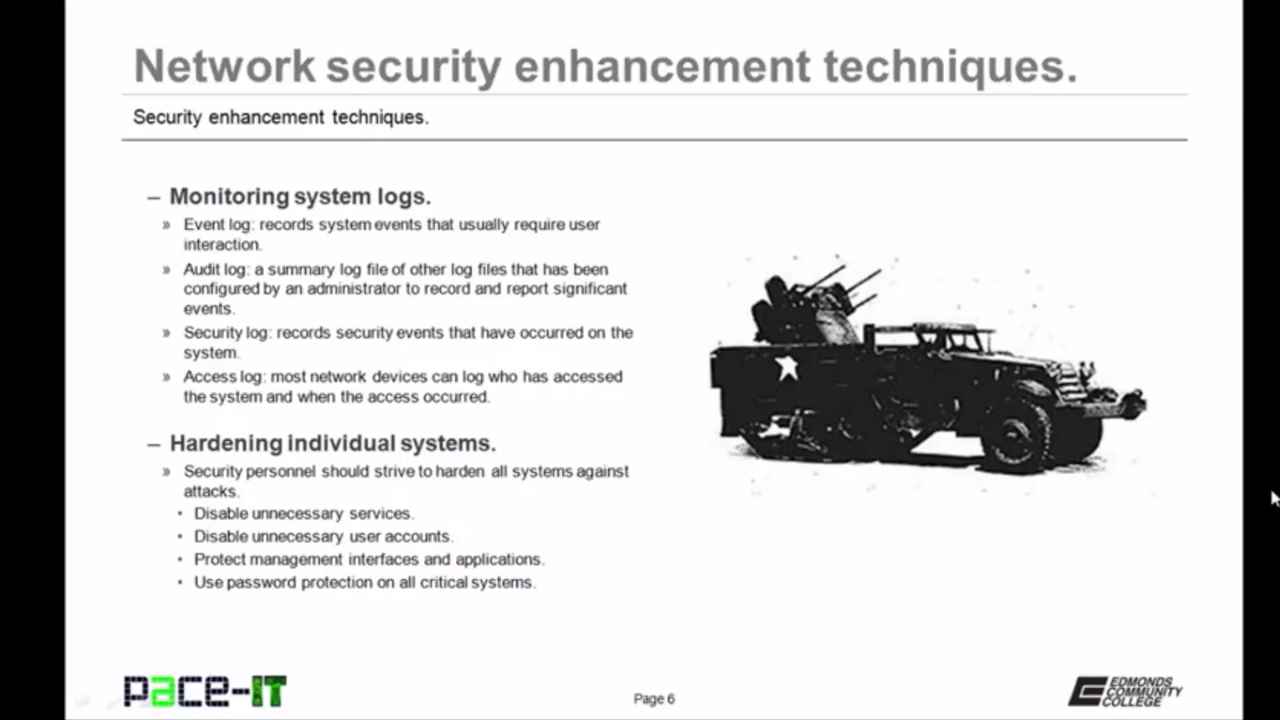 Network security enhancement techniques.
Security enhancement techniques.
– Monitoring system logs.
» Event log: records system events that usually require user
interaction.
» Audit log: a summary log file of other log files that has been
configured by an administrator to record and report significant
events.
» Security log: records security events that have occurred on the
system.
» Access log: most network devices can log who has accessed
the system and when the access occurred.
– Hardening individual systems.
» Security personnel should strive to harden all systems against
attacks.
• Disable unnecessary services.
• Disable unnecessary user accounts.
• Protect management interfaces and applications.
• Use password protection on all critical systems.
pace-IT
Page 6
EDMONDS
COMMUNITY
COLLEGE